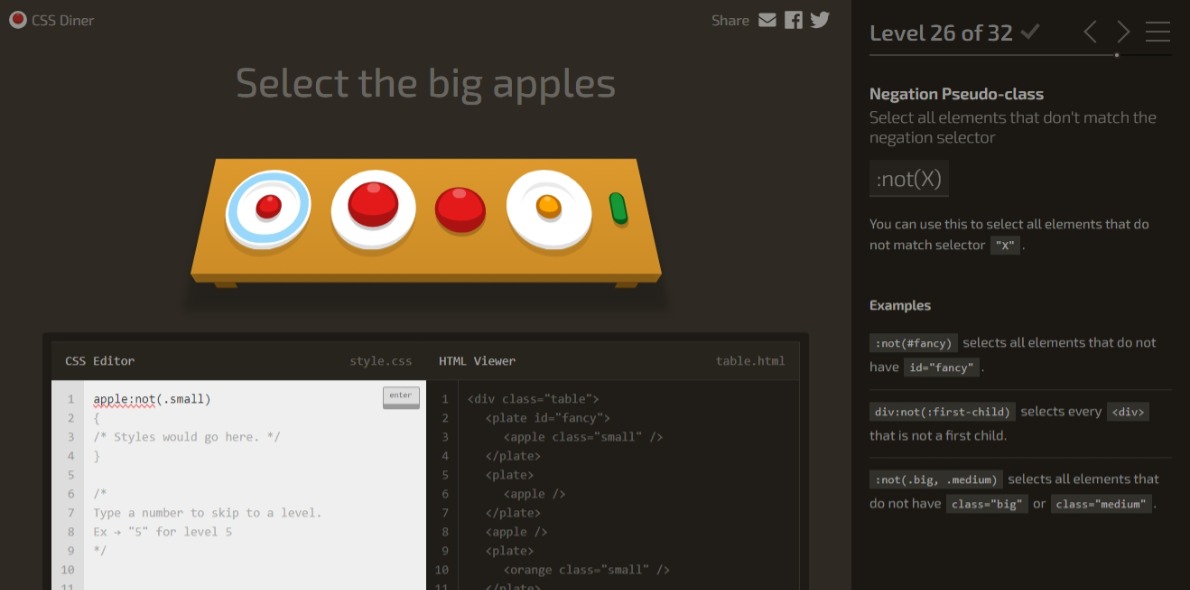 CSS Diner
Share
Select the big apples
CSS Editor
style.css
1
apple:not(.small)
enter
2
{
3
/* Styles would go here. */
4
}
5
6
/*
7
Type a number to skip to a level.
8
Ex → "5" for level 5
9
*/
10
11
HTML Viewer
table.html
1
<div class="table">
2
<plate id="fancy">
3
<apple class="small" />
4
</plate>
5
<plate>
6
<apple />
7
</plate>
8
<apple />
9
<plate>
10
<orange class="small" />
11
</plate>
Level 26 of 32
Negation Pseudo-class
Select all elements that don't match the
negation selector
:not(X)
You can use this to select all elements that do
not match selector "X" .
Examples
:not(#fancy) selects all elements that do not
have id="fancy" .
div:not(:first-child) selects every <div>
that is not a first child.
:not(.big, .medium) selects all elements that
do not have class="big" or class="medium" .